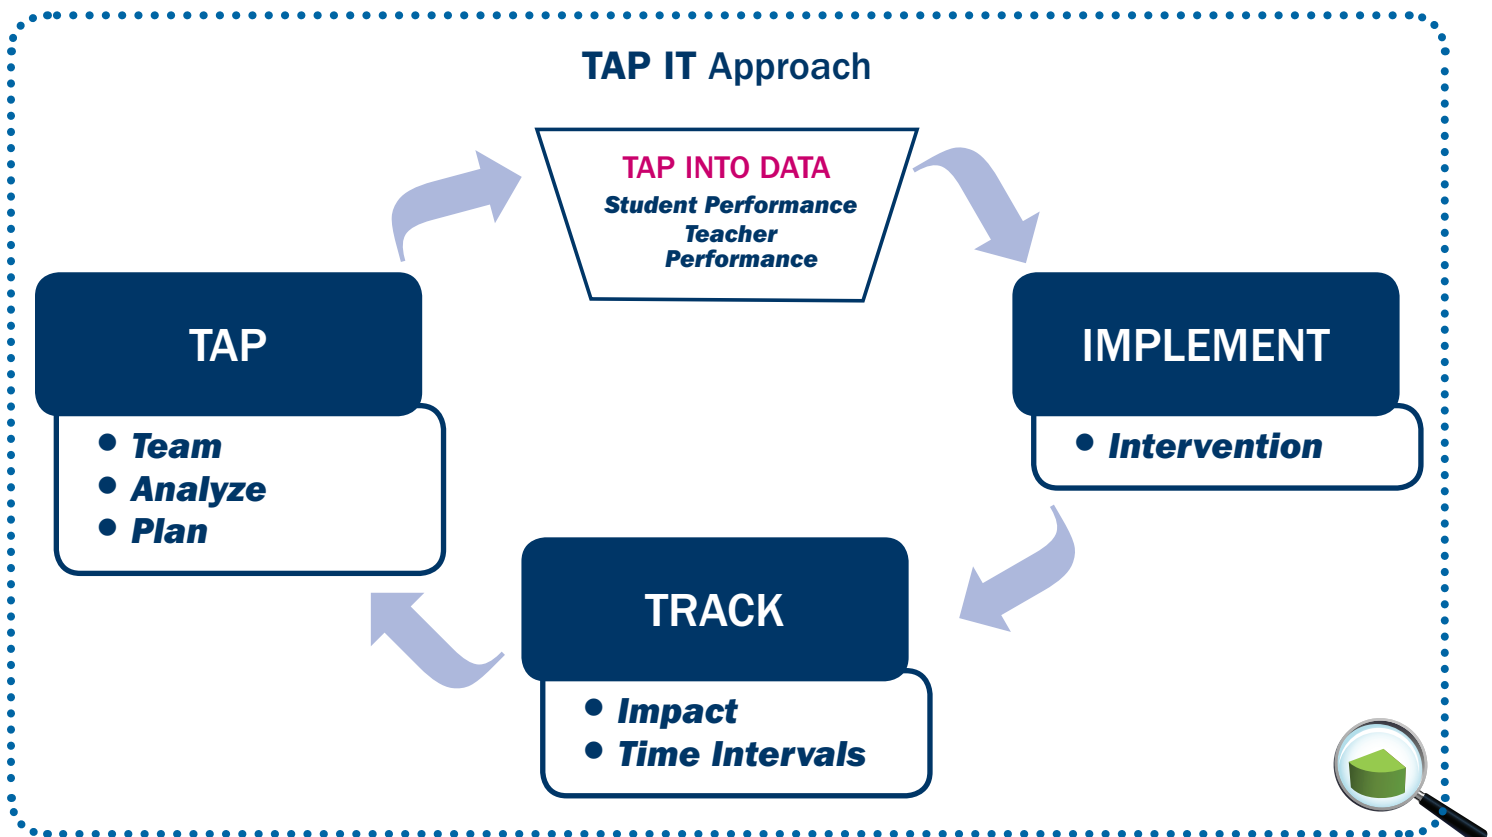 TAP IT Approach
TAP INTO DATA
Student Performance
Teacher
Performance
TAP
• Team
• Analyze
• Plan
IMPLEMENT
• Intervention
TRACK
• Impact
• Time Intervals